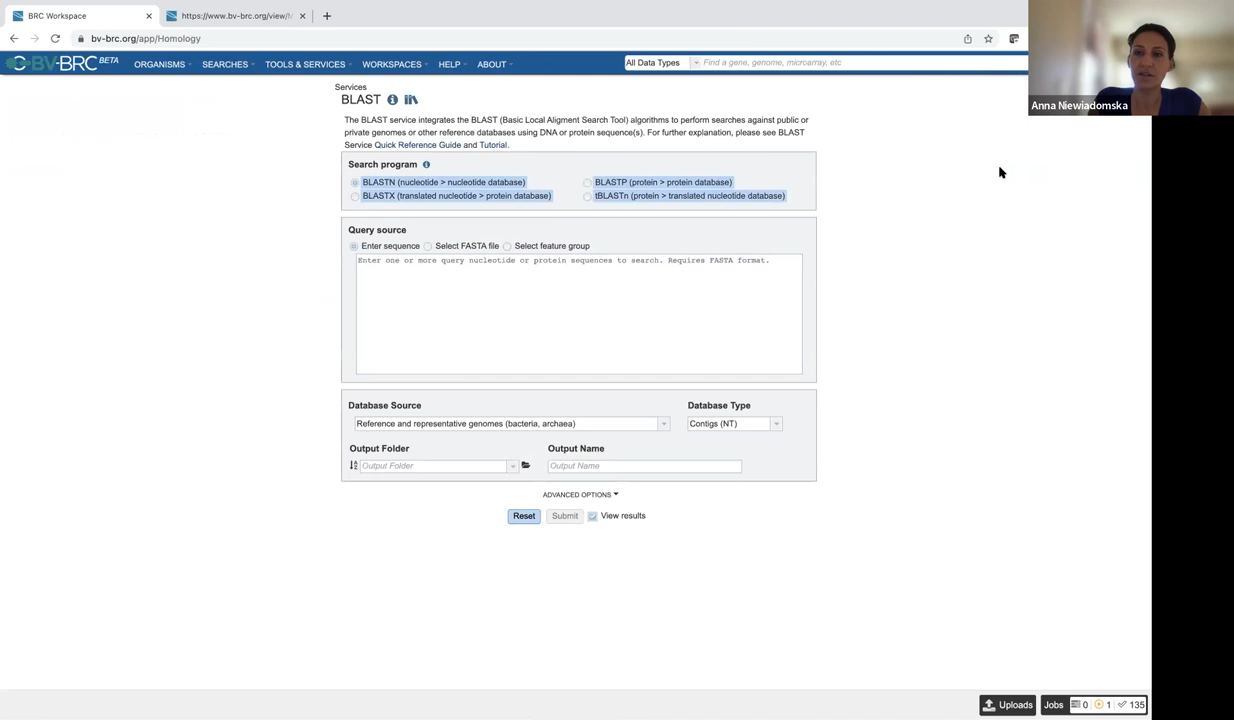 BRC Workspace
https://www.bv-brc.org/view/M
bv-brc.org/app/Homology
BV-BRC BETA
ORGANISMS SEARCHES TOOLS & SERVICES WORKSPACES HELP ABOUT All Data Types Find a gene, genome, microarray, etc
Anna Niewiadomska
Services
BLAST
The BLAST service integrates the BLAST (Basic Local Aligment Search Tool) algorithms to perform searches against public or
private genomes or other reference databases using DNA or protein sequence(s). For further explanation, please see BLAST
Service Quick Reference Guide and Tutorial.
Search program
BLASTN (nucleotide > nucleotide database) BLASTP (protein > protein database)
BLASTX (translated nucleotide > protein database) tBLASTn (protein > translated nucleotide database)
Query source
Enter sequence Select FASTA file Select feature group
Enter one or more query nucleotide or protein sequences to search. Requires FASTA format.
Database Source Database Type
Reference and representative genomes (bacteria, archaea) Contigs (NT)
Output Folder Output Name
Output Folder Output Name
ADVANCED OPTIONS
Reset Submit View results
Uploads Jobs 0 1 135